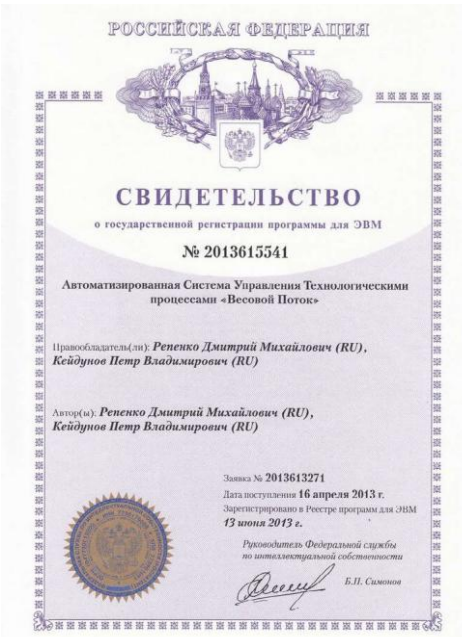 РОССИЙСКАЯ ФЕДЕРАЦИЯ
СВИДЕТЕЛЬСТВО
о государственной регистрации программы для ЭВМ
№ 2013615541
Автоматизированная Система Управления Технологическими
процессами «Весовой Поток»
Правообладатель(ли): Репенко Дмитрий Михайлович (RU),
Кейдунов Петр Владимирович (RU)
Автор(ы): Репенко Дмитрий Михайлович (RU),
Кейдунов Петр Владимирович (RU)
Заявка № 2013613271
Дата поступления 16 апреля 2013 г.
Зарегистрировано в Реестре программ для ЭВМ
13 июня 2013 г.
Руководитель Федеральной службы
по интеллектуальной собственности
Б.П. Симонов